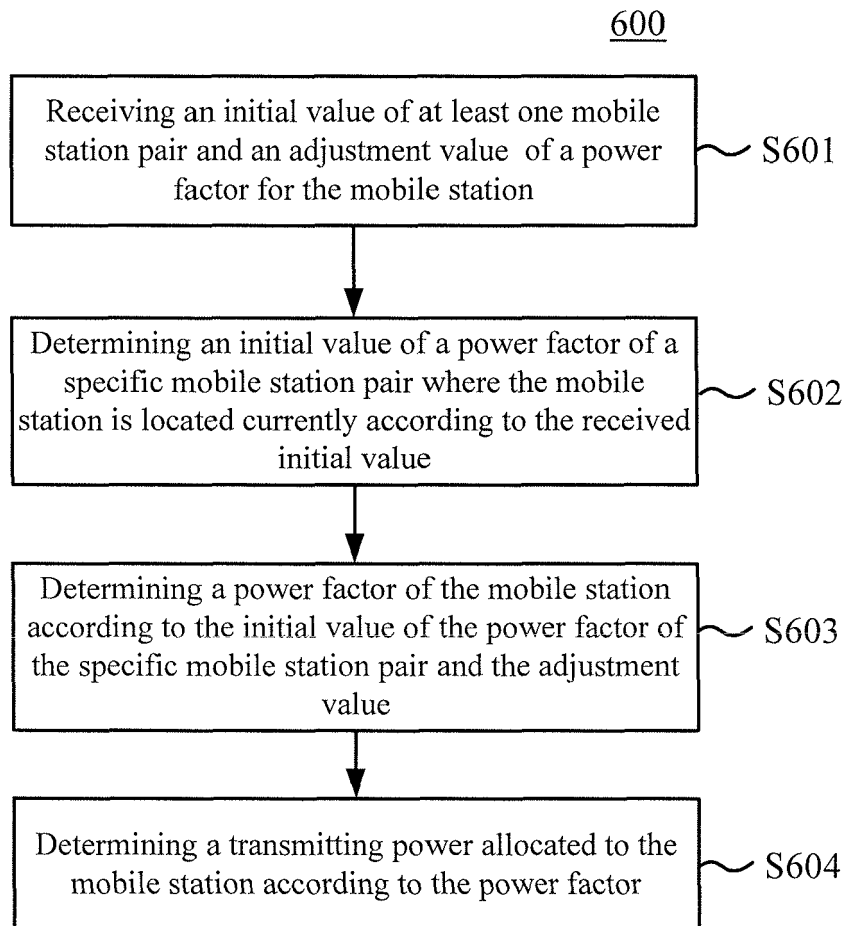 600
Receiving an initial value of at least one mobile
station pair and an adjustment value of a power
factor for the mobile station
S601
Determining an initial value of a power factor of a
specific mobile station pair where the mobile
station is located currently according to the received
initial value
S602
Determining a power factor of the mobile station
according to the initial value of the power factor of
the specific mobile station pair and the adjustment
value
S603
Determining a transmitting power allocated to the
mobile station according to the power factor
S604